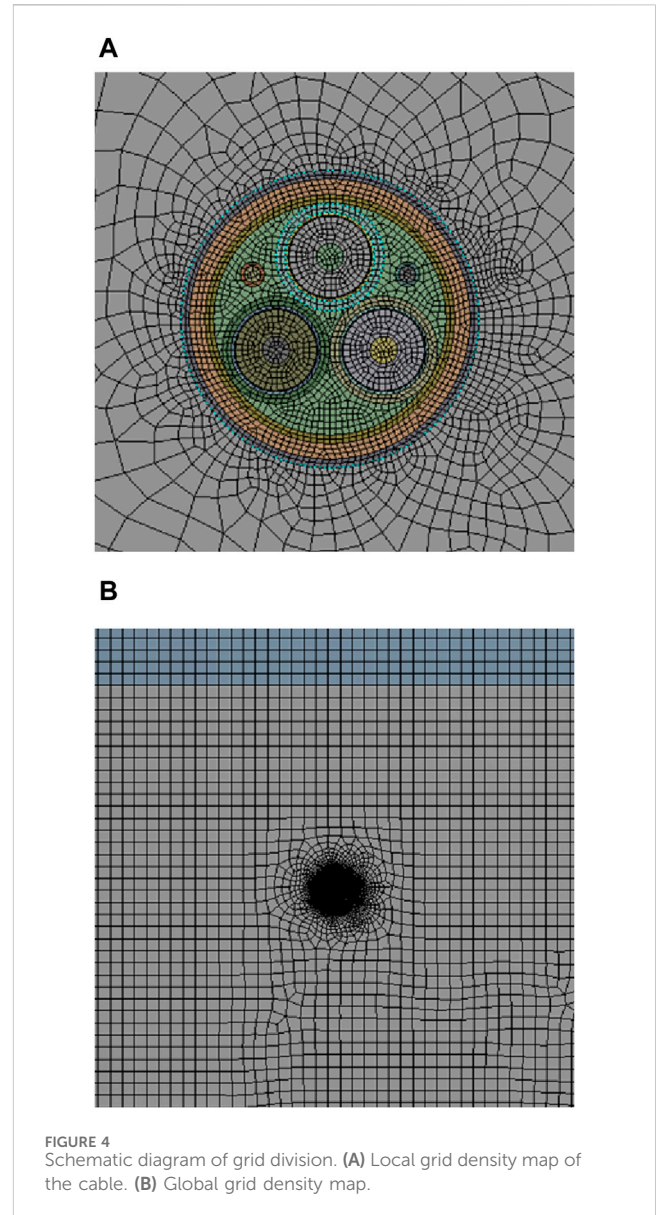 A
B
FIGURE 4
Schematic diagram of grid division. (A) Local grid density map of
the cable. (B) Global grid density map.